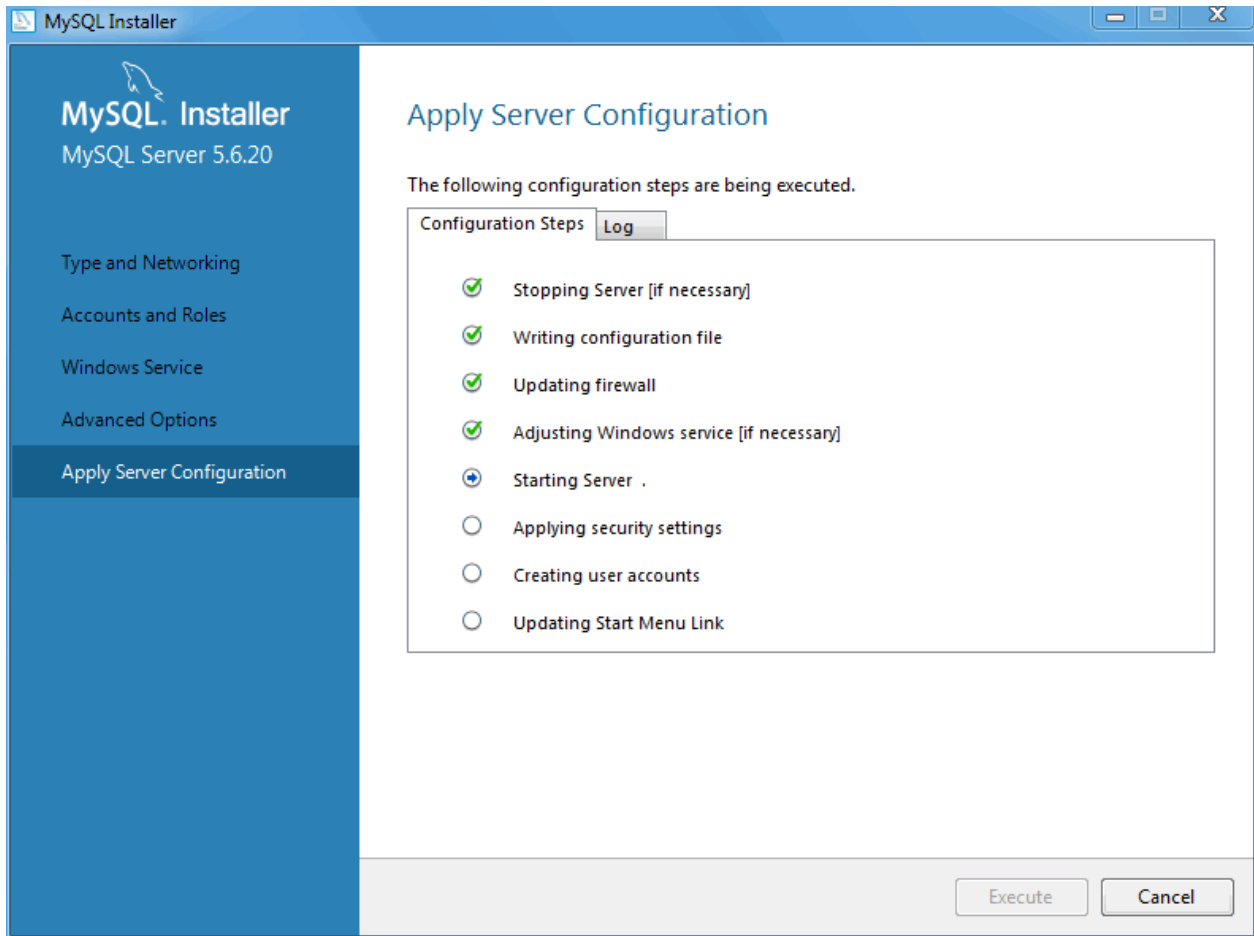 MySQL Installer
MySQL. Installer
MySQL Server 5.6.20
Type and Networking
Accounts and Roles
Windows Service
Advanced Options
Apply Server Configuration
Apply Server Configuration
The following configuration steps are being executed.
Configuration Steps Log
Stopping Server [if necessary]
Writing configuration file
Updating firewall
Adjusting Windows service [if necessary]
Starting Server .
Applying security settings
Creating user accounts
Updating Start Menu Link
Execute Cancel